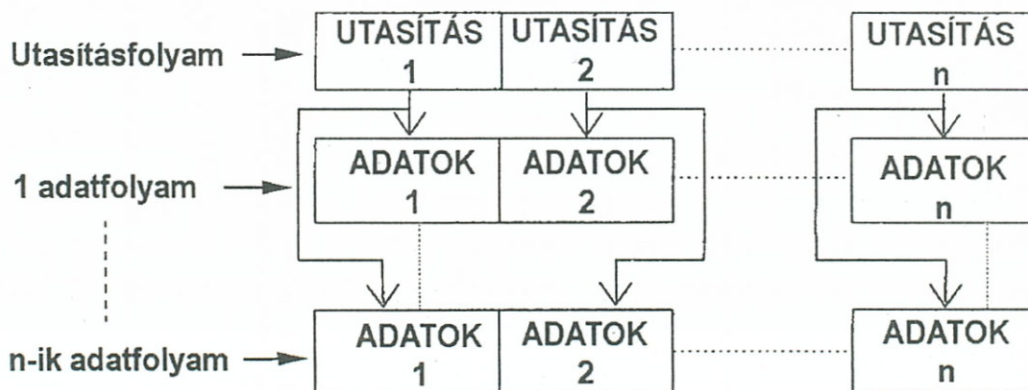 Utasításfolyam
UTASÍTÁS
1
UTASÍTÁS
2
UTASÍTÁS
n
1 adatfolyam
ADATOK
1
ADATOK
2
ADATOK
n
n-ik adatfolyam
ADATOK
1
ADATOK
2
ADATOK
n